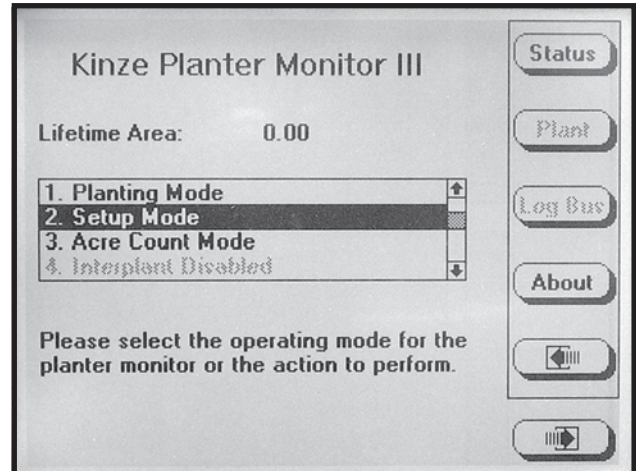 Kinze Planter Monitor III
Lifetime Area: 0.00
1. Planting Mode
2. Setup Mode
3. Acre Count Mode
4. Interplant Disabled
Please select the operating mode for the
planter monitor or the action to perform.
Status
Plant
Log Bus
About